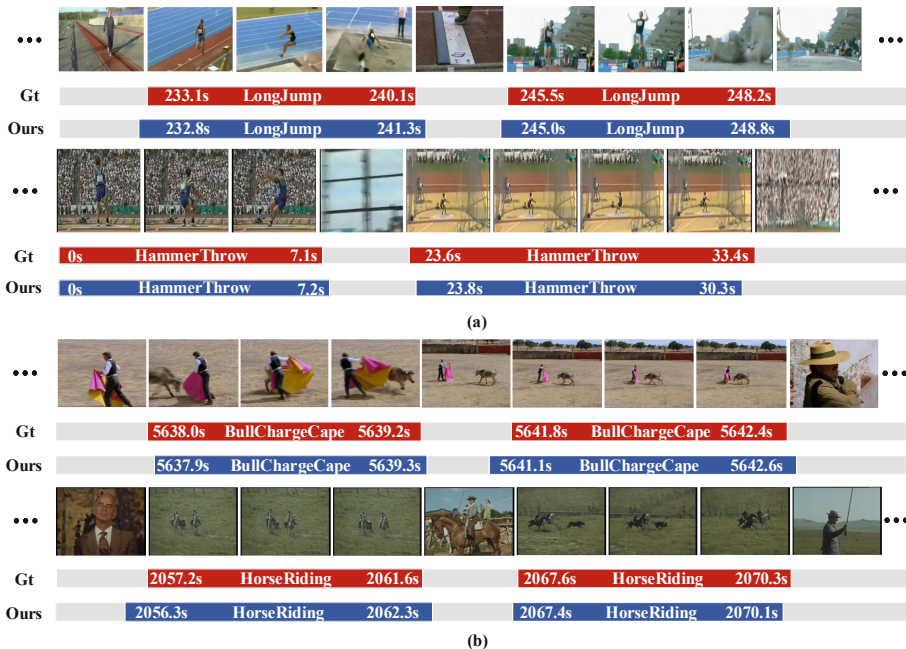 Gt 233.1s LongJump 240.1s 245.5s LongJump 248.2s
Ours 232.8s LongJump 241.3s 245.0s LongJump 248.8s
Gt 0s HammerThrow 7.1s 23.6s HammerThrow 33.4s
Ours 0s HammerThrow 7.2s 23.8s HammerThrow 30.3s
(a)
Gt 5638.0s BullChargeCape 5639.2s 5641.8s BullChargeCape 5642.4s
Ours 5637.9s BullChargeCape 5639.3s 5641.1s BullChargeCape 5642.6s
Gt 2057.2s HorseRiding 2061.6s 2067.6s HorseRiding 2070.3s
Ours 2056.3s HorseRiding 2062.3s 2067.4s HorseRiding 2070.1s
(b)